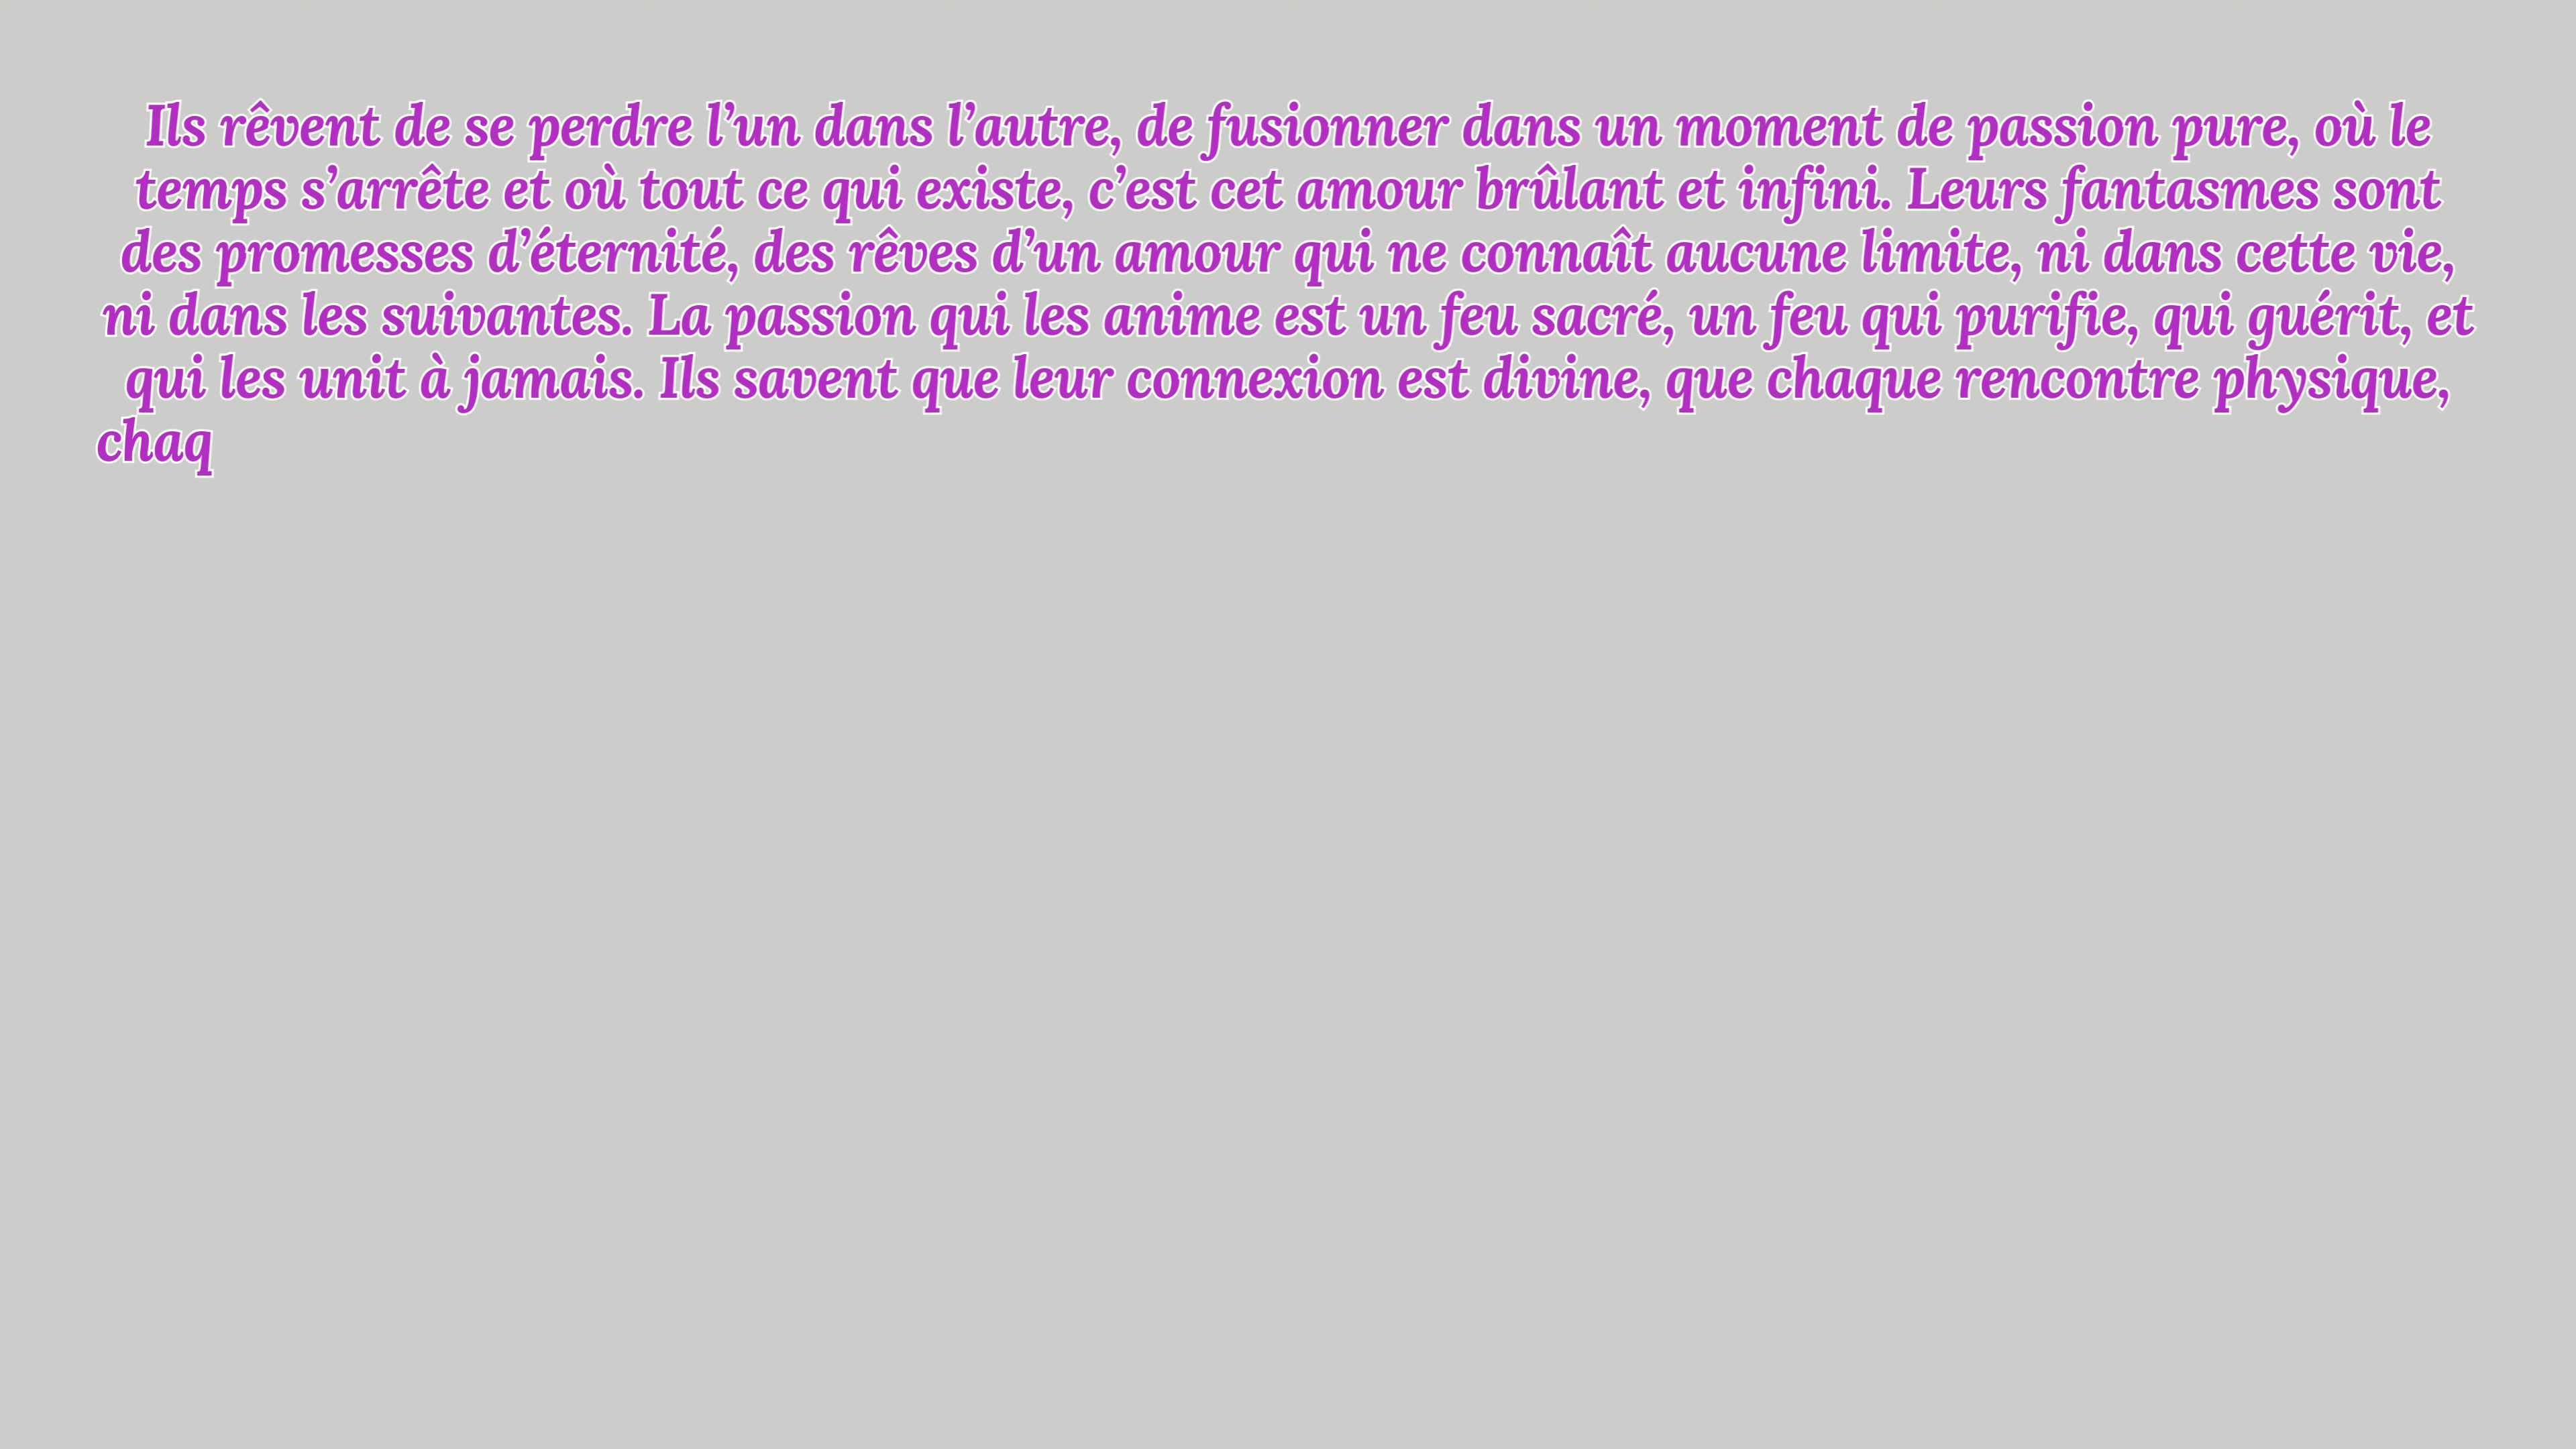 Ils rêvent de se perdre l’un dans l’autre, de fusionner dans un moment de passion pure, où le
temps s’arrête et où tout ce qui existe, c’est cet amour brûlant et infini. Leurs fantasmes sont
des promesses d’éternité, des rêves d’un amour qui ne connaît aucune limite, ni dans cette vie,
ni dans les suivantes. La passion qui les anime est un feu sacré, un feu qui purifie, qui guérit, et
qui les unit à jamais. Ils savent que leur connexion est divine, que chaque rencontre physique,
chaq